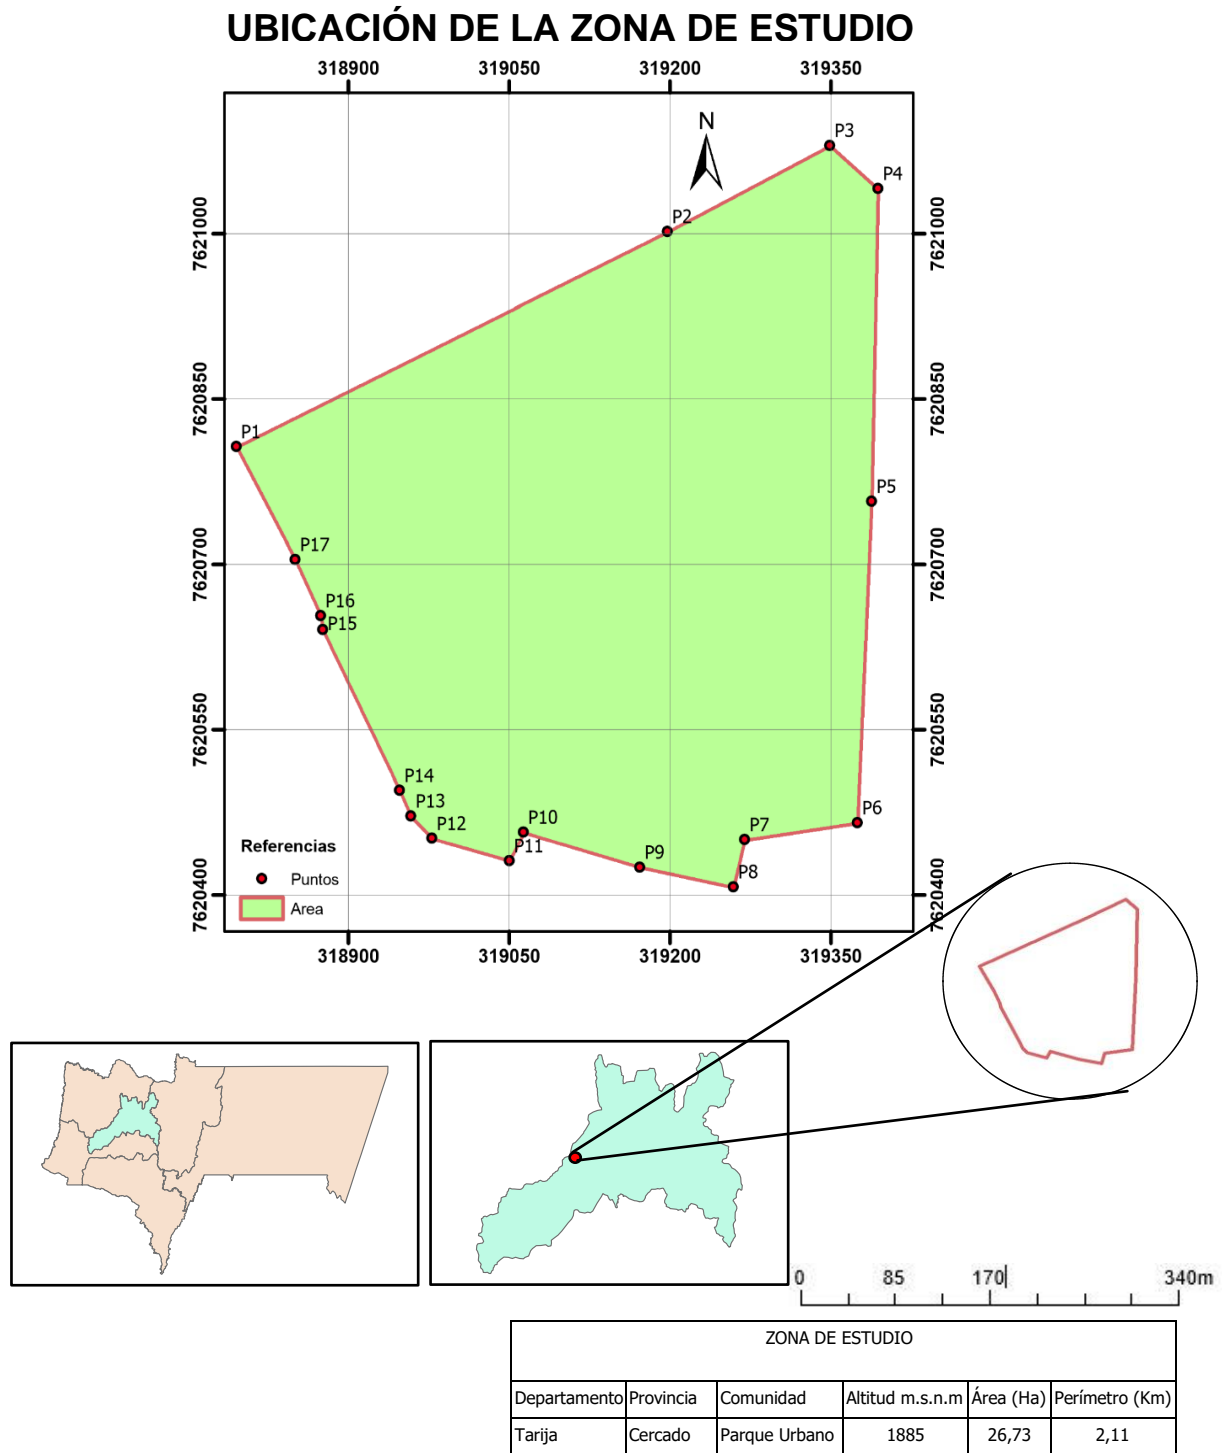 UBICACIÓN DE LA ZONA DE ESTUDIO
318900 319050 319200 319350
N
P3
P4
P2
7621000 7621000
7620850 7620850
P1
P5
P17
7620700 7620700
P16
P15
7620550 7620550
P14
P13
P12
P10
P11
P9
P7
P6
P8
Referencias
Puntos
Area
7620400 7620400
318900 319050 319200 319350
0 85 170 340m
ZONA DE ESTUDIO
Departamento Provincia Comunidad Altitud m.s.n.m Área (Ha) Perímetro (Km)
Tarija Cercado Parque Urbano 1885 26,73 2,11